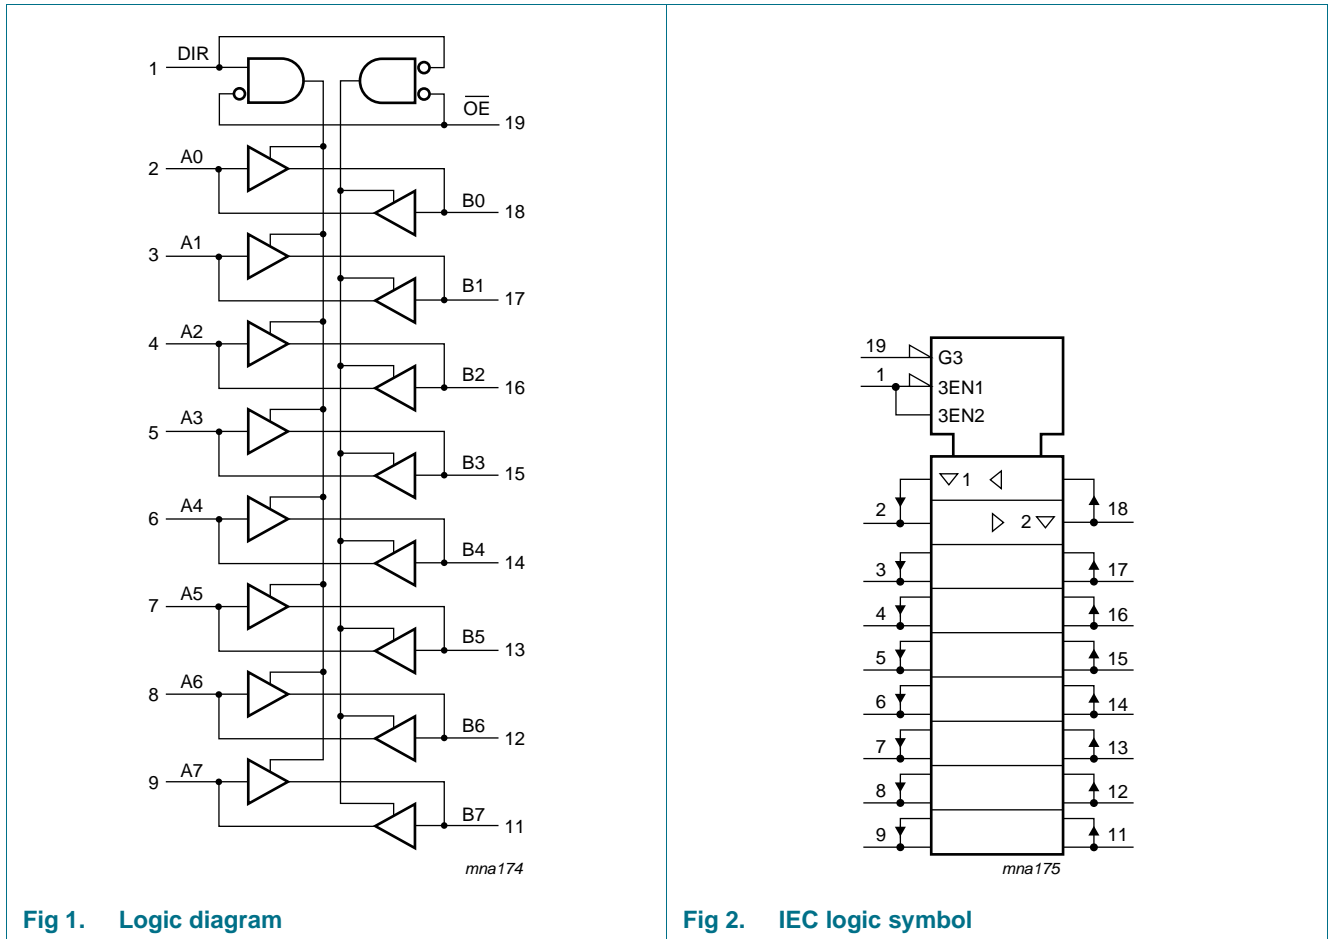 DIR
1
OE
19
A0
2
B0
18
A1
3
B1
17
A2
4
B2
16
A3
5
B3
15
A4
6
B4
14
A5
7
B5
13
A6
8
B6
12
A7
9
B7
11
mna174
Fig 1. Logic diagram
19
G3
1
3EN1
3EN2
1
2
2
18
3
17
4
16
5
15
6
14
7
13
8
12
9
11
mna175
Fig 2. IEC logic symbol